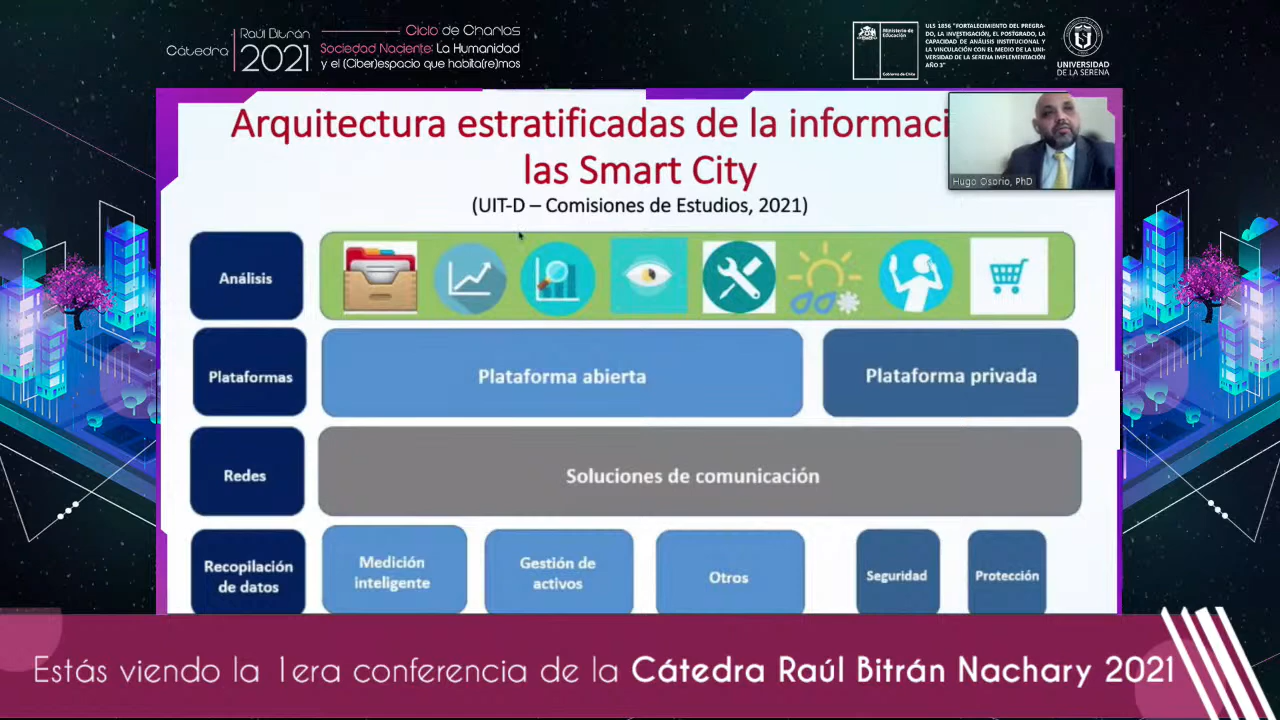 Cátedra
Raúl Bitrán
2021
Ciclo de Charlas
Sociedad Naciente: La Humanidad
y el (Ciber)espacio que habita(re)mos
Ministerio de
Educación
Gobierno de Chile
ULS 1856 "FORTALECIMIENTO DEL PREGRA-
DO, LA INVESTIGACIÓN, EL POSTGRADO, LA
CAPACIDAD DE ANÁLISIS INSTITUCIONAL Y
LA VINCULACIÓN CON EL MEDIO DE LA UNI-
VERSIDAD DE LA SERENA IMPLEMENTACIÓN
AÑO 3"
UNIVERSIDAD
DE LA SERENA
Arquitectura estratificadas de la informaci
las Smart City
(UIT-D – Comisiones de Estudios, 2021)
Hugo Osorio, PhD
Análisis
Plataformas
Plataforma abierta
Plataforma privada
Redes
Soluciones de comunicación
Recopilación
de datos
Medición
inteligente
Gestión de
activos
Otros
Seguridad
Protección
Estás viendo la 1era conferencia de la Cátedra Raúl Bitrán Nachary 2021